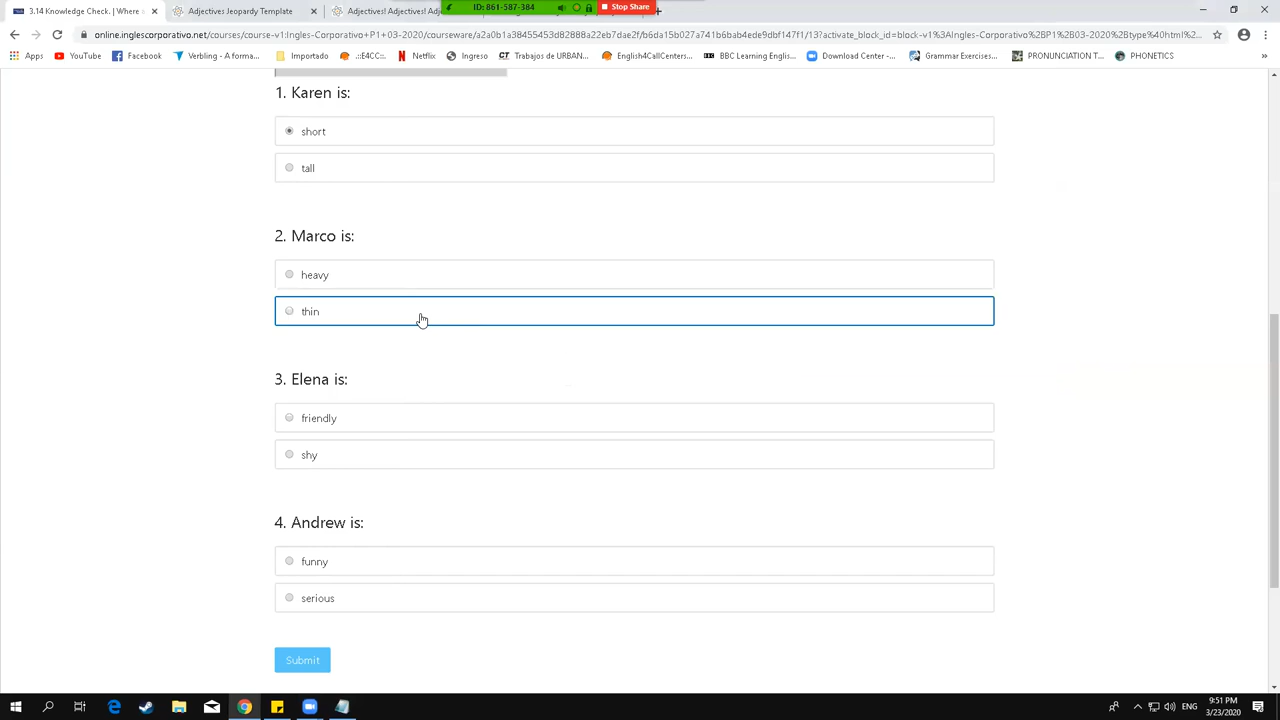 ID: 861-587-384 Stop Share
3.14 Knowledge Check. | Where
Adjectives Jeopardy Template
Adjectives! Adjectives! Adj
online.inglescorporativo.net/courses/course-v1:Ingles-Corporativo+P1+03-2020/courseware/a2a0b1a38455453d82888a22eb7dae2f/b6da15b027a741b6bab4edb9dbf147f1/13?activate_block_id=block-v1%3AIngles-Corporativo%2BP1%2B03-2020%2Btype%40html%2...
Apps YouTube Facebook Verbling - A forma... Importado .::E4CC::. Netflix Ingreso CT Trabajos de URBAN... English4CallCenters... BBC Learning Engli... Download Center -... Grammar Exercises... PRONUNCIATION T... PHONETICS »
1. Karen is:
short
tall
2. Marco is:
heavy
thin
3. Elena is:
friendly
shy
4. Andrew is:
funny
serious
Submit
9:51 PM
3/23/2020